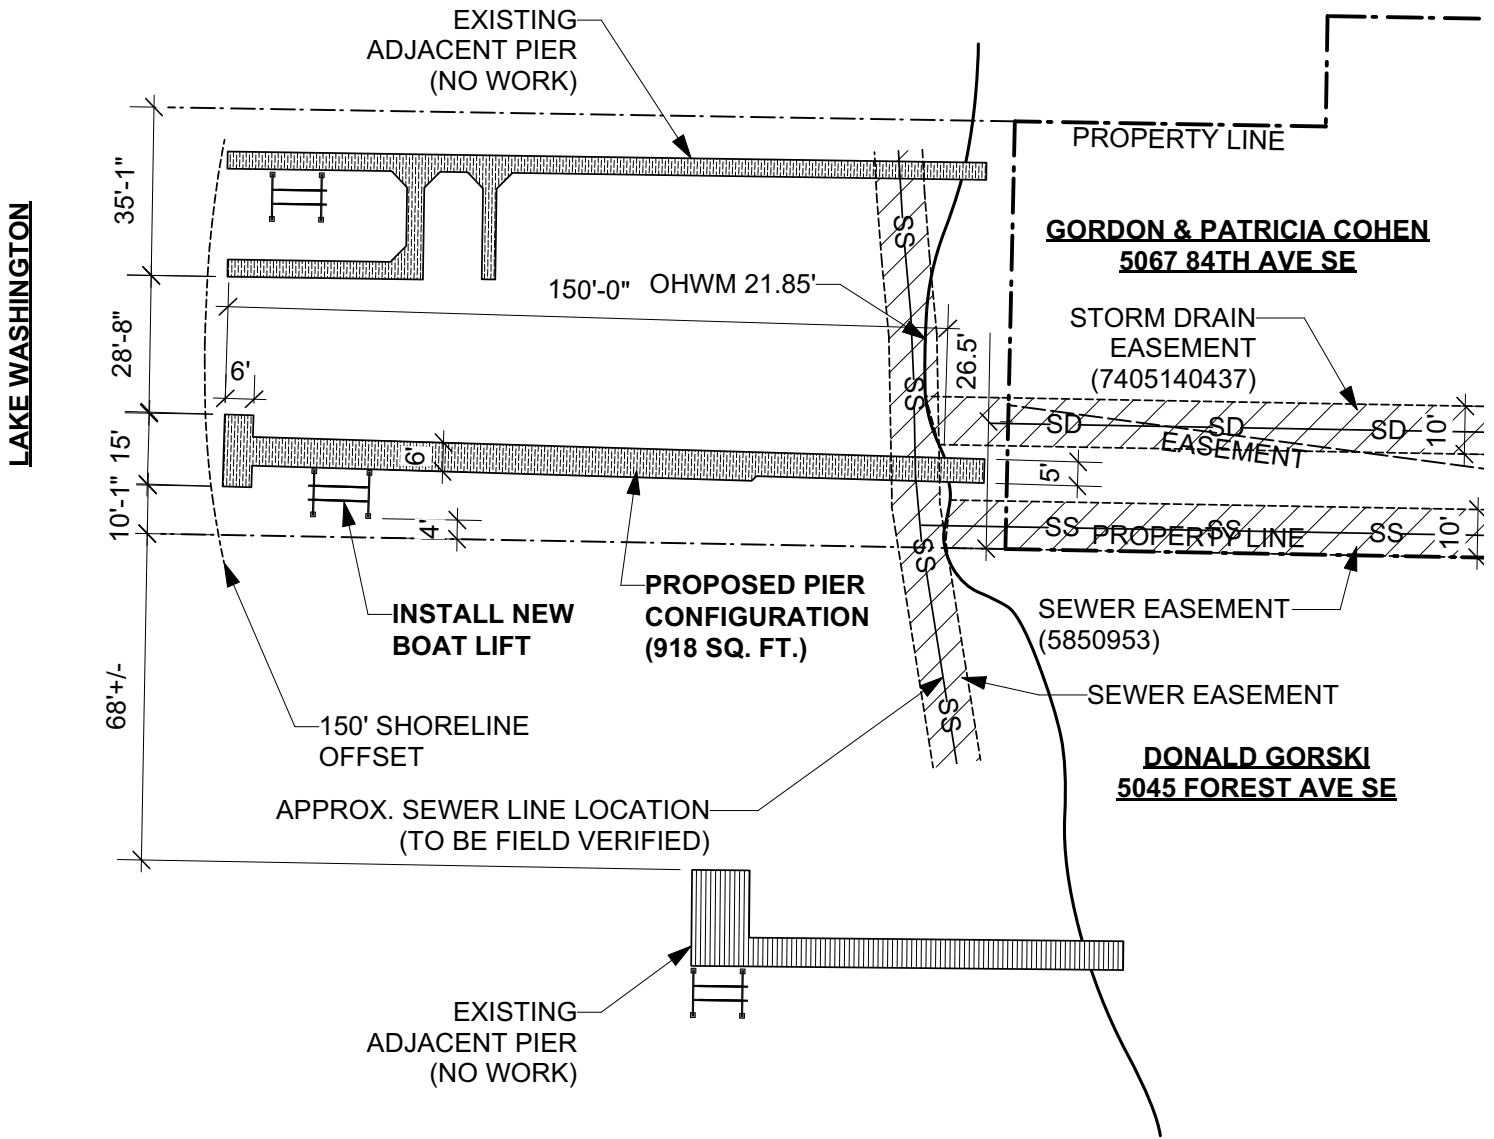 EXISTING
ADJACENT PIER
(NO WORK)
PROPERTY LINE
35'-1"
LAKE WASHINGTON
SS
GORDON & PATRICIA COHEN
5067 84TH AVE SE
150'-0"
OHWM 21.85'
STORM DRAIN
EASEMENT
(7405140437)
28'-8"
6'
26.5'
SS
SD
SD
SD
10'
EASEMENT
15'
6'
5'
10'-1"
4'
SS
SS
SS
SS
10'
PROPERTY LINE
INSTALL NEW
BOAT LIFT
PROPOSED PIER
CONFIGURATION
(918 SQ. FT.)
SEWER EASEMENT
(5850953)
68'+/-
SEWER EASEMENT
SS
150' SHORELINE
OFFSET
DONALD GORSKI
5045 FOREST AVE SE
APPROX. SEWER LINE LOCATION
(TO BE FIELD VERIFIED)
EXISTING
ADJACENT PIER
(NO WORK)